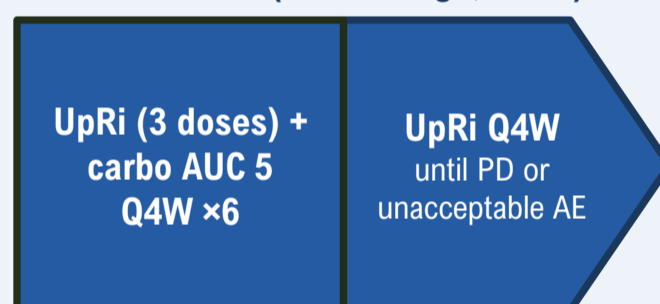 UpRi (3 doses) +
carbo AUC 5
Q4W ×6
UpRi Q4W
until PD or
unacceptable AE